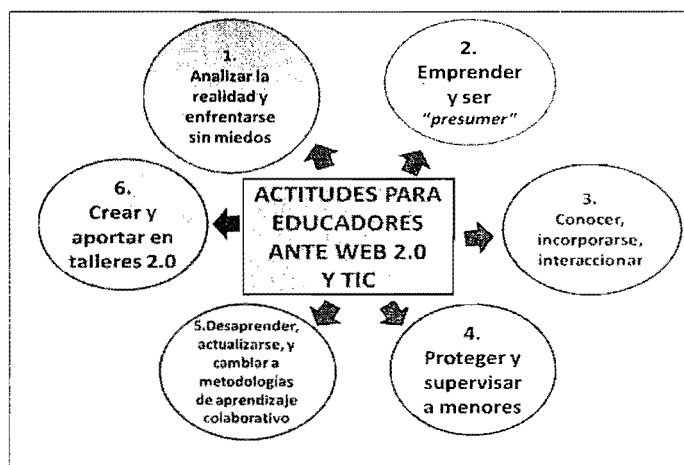 1.
Analizar la
realidad y
enfrentarse
sin miedos
2.
Emprender
y ser
“presumer”
6.
Crear y
aportar en
talleres 2.0
ACTITUDES PARA
EDUCADORES
ANTE WEB 2.0
Y TIC
3.
Conocer,
incorporarse,
interaccionar
5.Desaprender,
actualizarse, y
cambiar a
metodologías
de aprendizaje
colaborativo
4.
Proteger y
supervisar
a menores